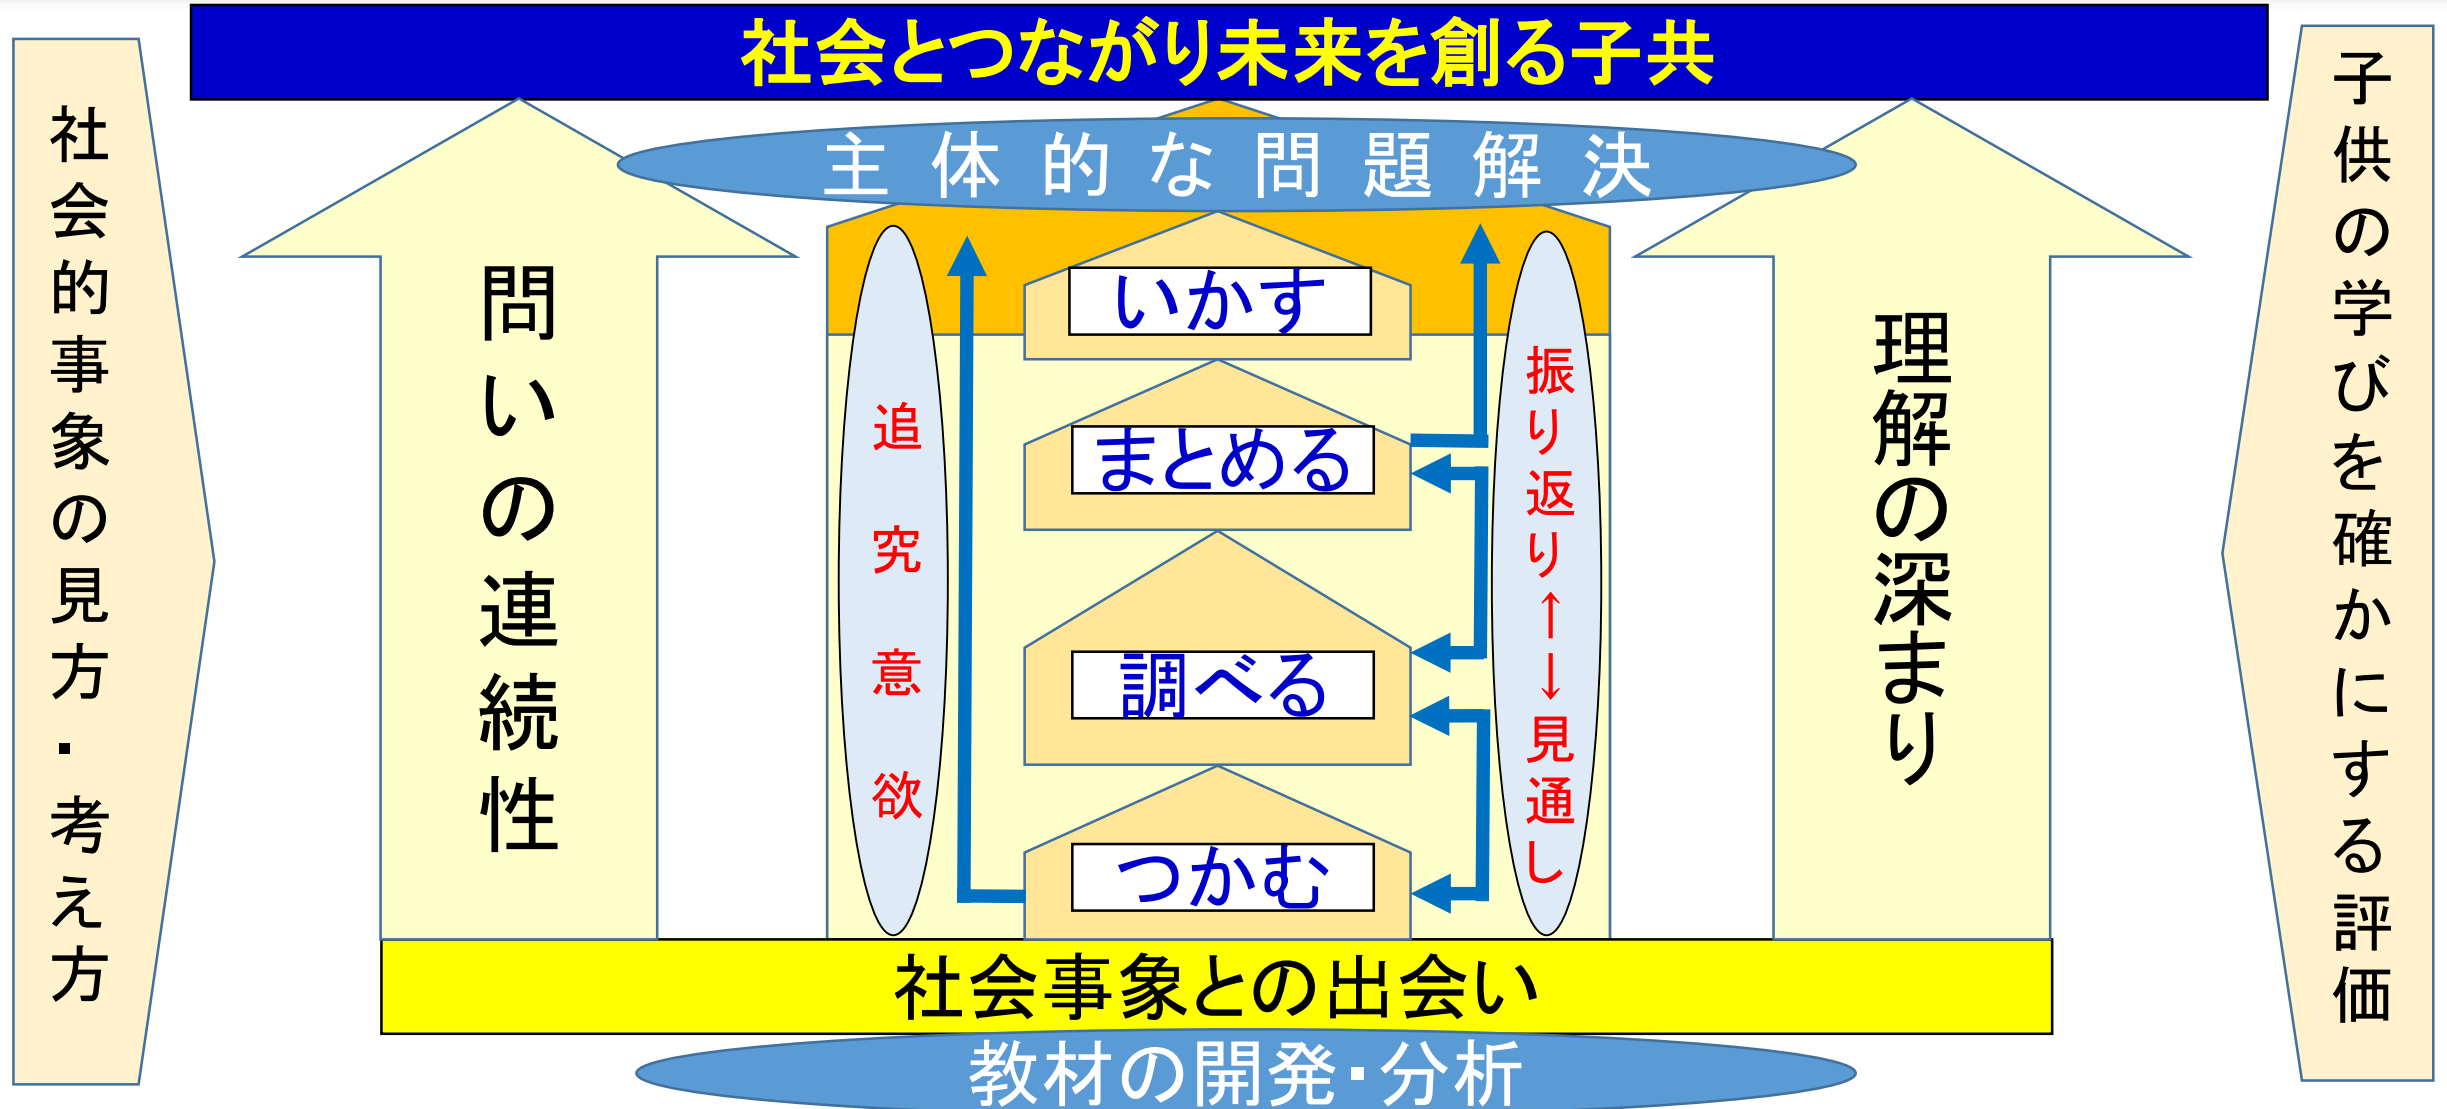 社会とつながり未来を創る子共
主体的な問題解決
社会的事象の見方・考え方
問いの連続性
追究意欲
いかす
まとめる
調べる
つかむ
振り返り←→見通し
理解の深まり
子供の学びを確かにする評価
社会事象との出会い
教材の開発・分析